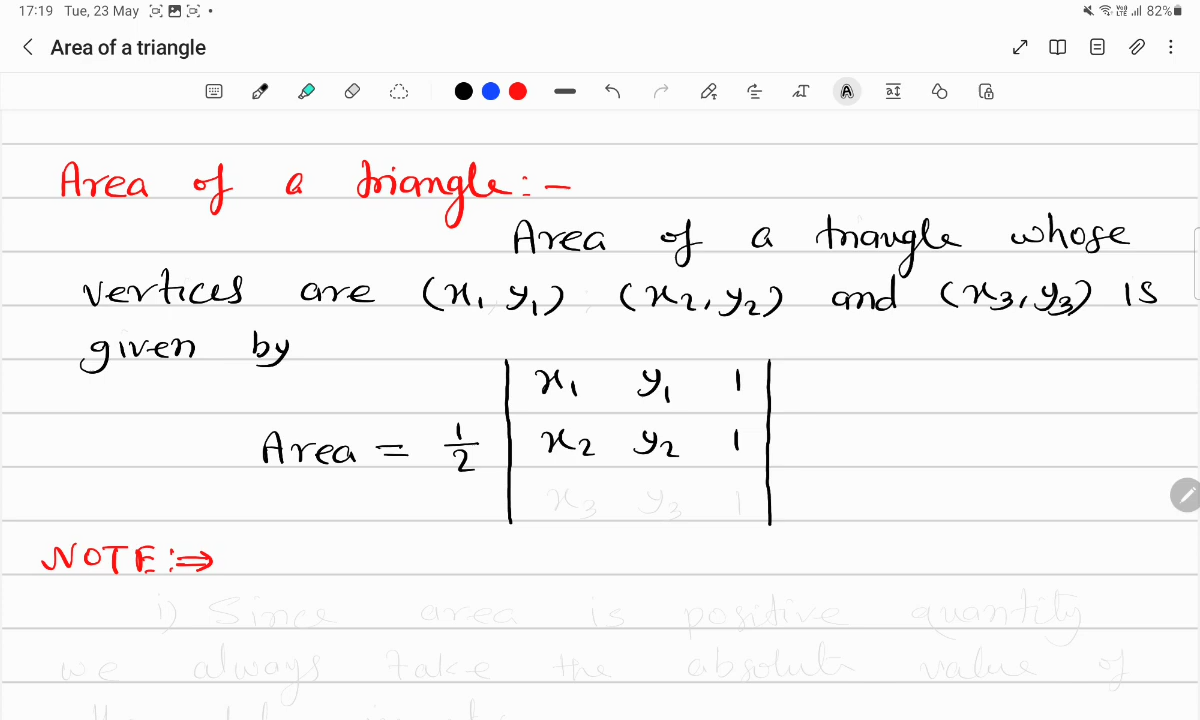 17:19 Tue, 23 May
82%
Area of a triangle
Area of a triangle:-
Area of a triangle whose
vertices are (x₁, y₁) (x₂, y₂) and (x₃, y₃) is
given by
x₁ y₁ 1
Area = 1/2 x₂ y₂ 1
x₃ y₃ 1
NOTE:⇒
i) Since area is positive quantity
we always take the absolute value of